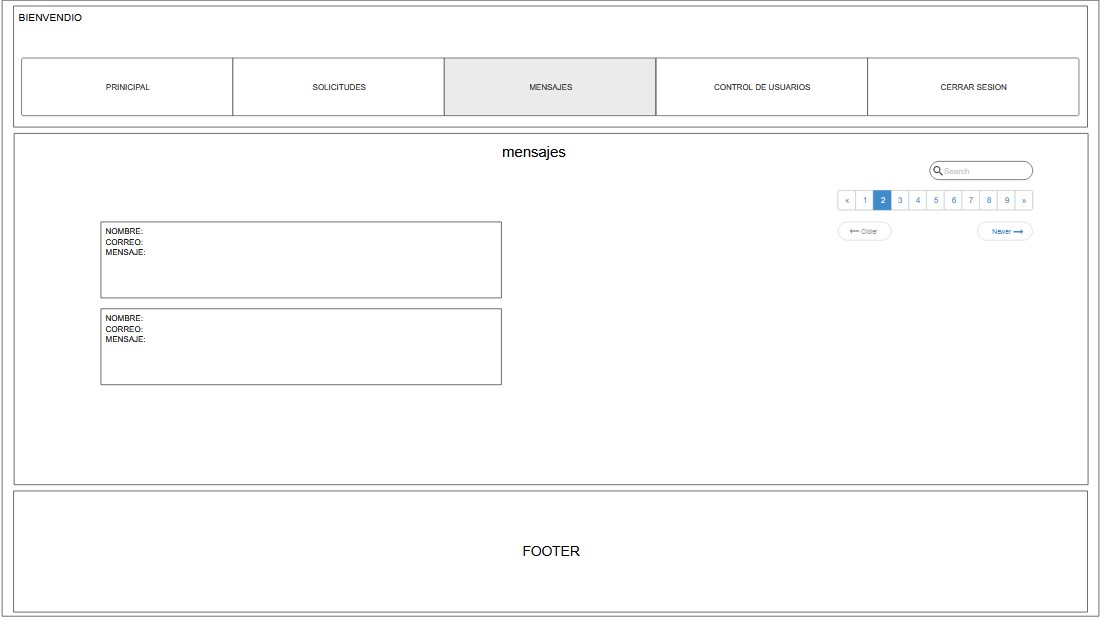 BIENVENDIO
PRINICIPAL SOLICITUDES MENSAJES CONTROL DE USUARIOS CERRAR SESION
mensajes
Search
« 1 2 3 4 5 6 7 8 9 »
Older Newer
NOMBRE:
CORREO:
MENSAJE:
NOMBRE:
CORREO:
MENSAJE:
FOOTER